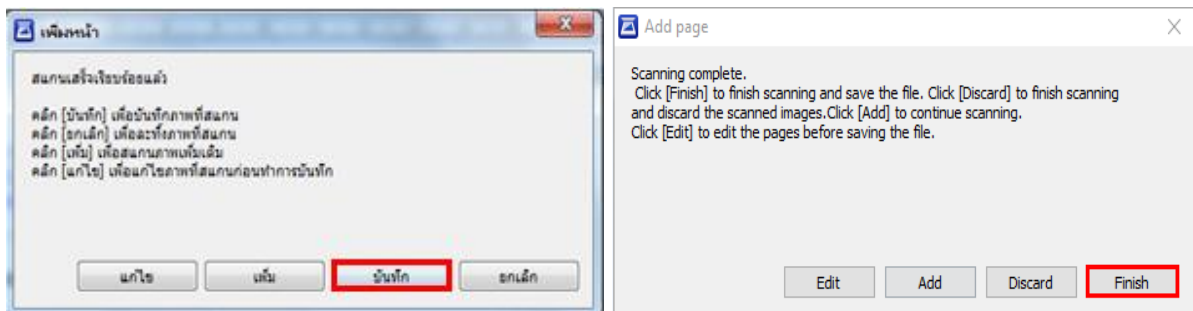 เพิ่มหน้า
สแกนเสร็จเรียบร้อยแล้ว
คลิก [บันทึก] เพื่อบันทึกภาพที่สแกน
คลิก [ยกเลิก] เพื่อละทิ้งภาพที่สแกน
คลิก [เพิ่ม] เพื่อสแกนภาพเพิ่มเติม
คลิก [แก้ไข] เพื่อแก้ไขภาพที่สแกนก่อนทำการบันทึก
แก้ไข เพิ่ม บันทึก ยกเลิก
Add page
Scanning complete.
Click [Finish] to finish scanning and save the file. Click [Discard] to finish scanning
and discard the scanned images.Click [Add] to continue scanning.
Click [Edit] to edit the pages before saving the file.
Edit Add Discard Finish